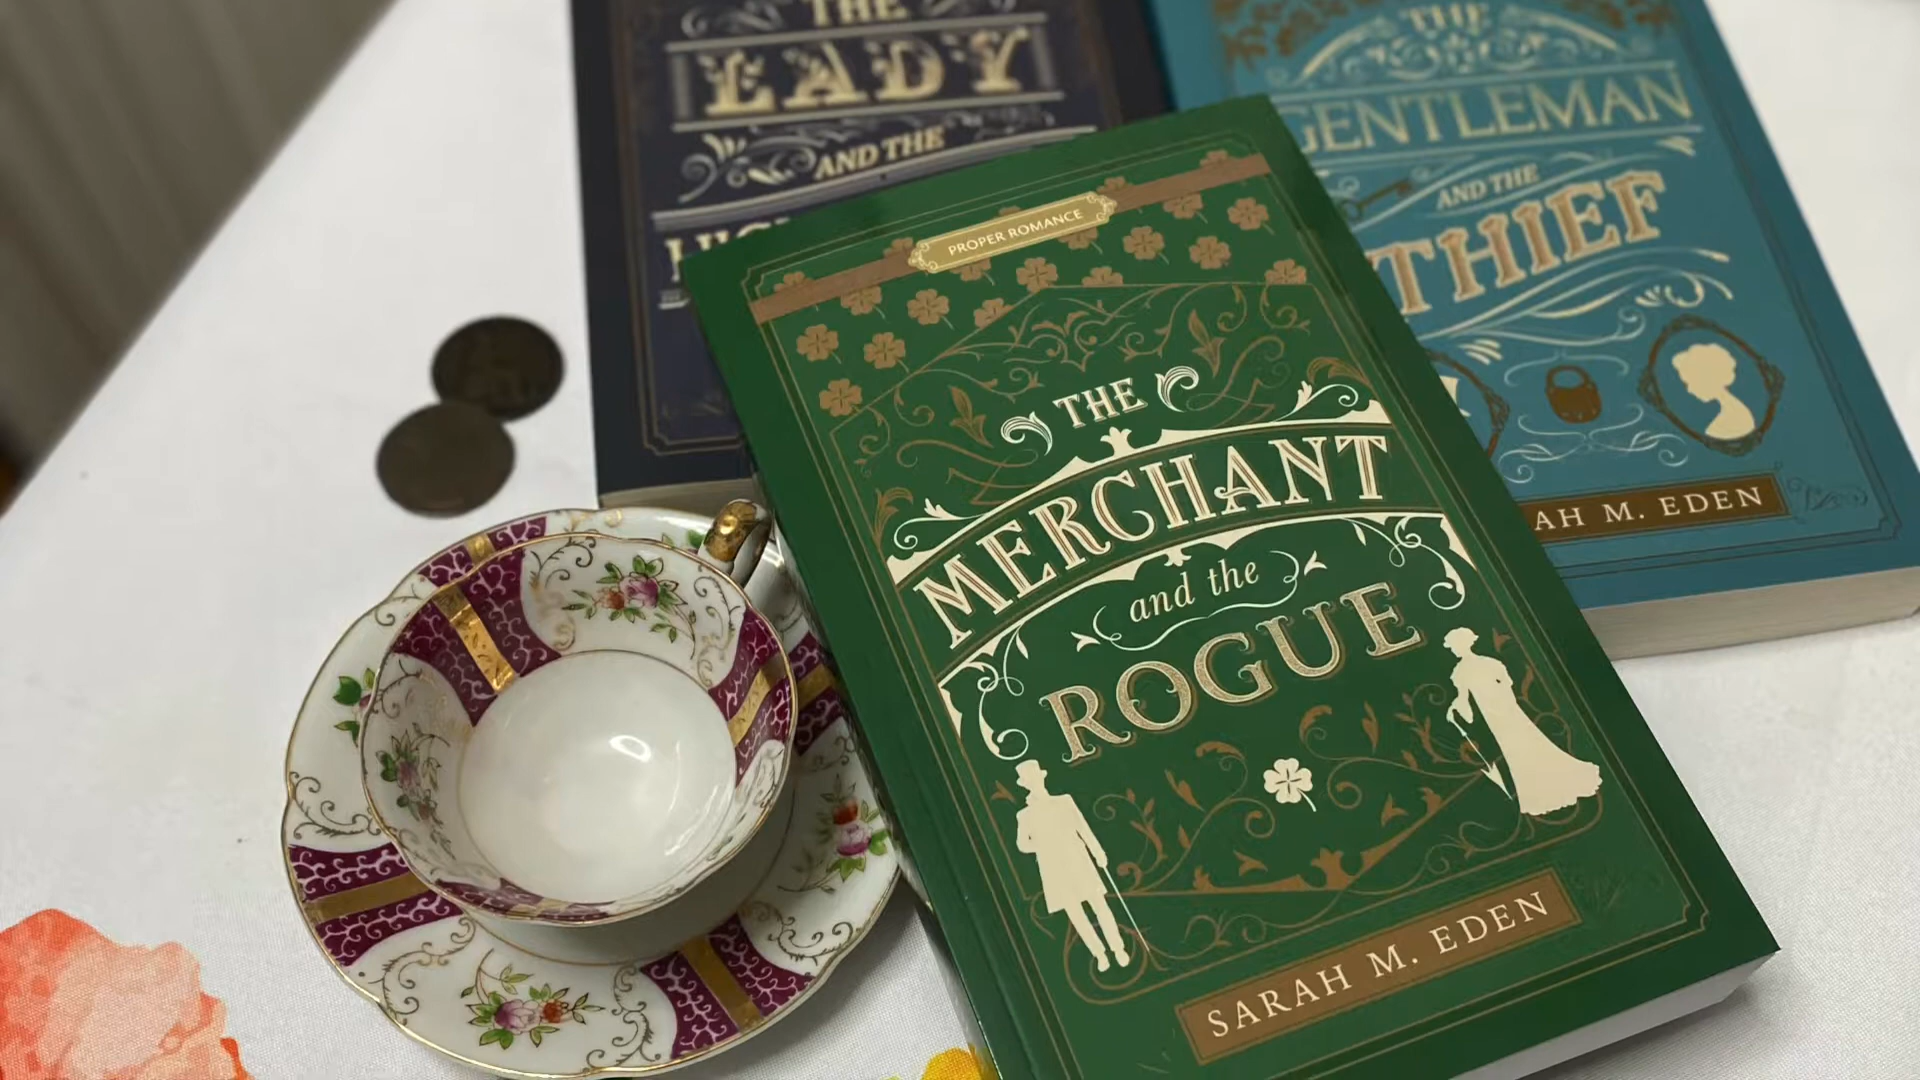 THE
LADY
AND THE
THE
GENTLEMAN
AND THE
THIEF
SARAH M. EDEN
PROPER ROMANCE
THE
MERCHANT
and the
ROGUE
SARAH M. EDEN